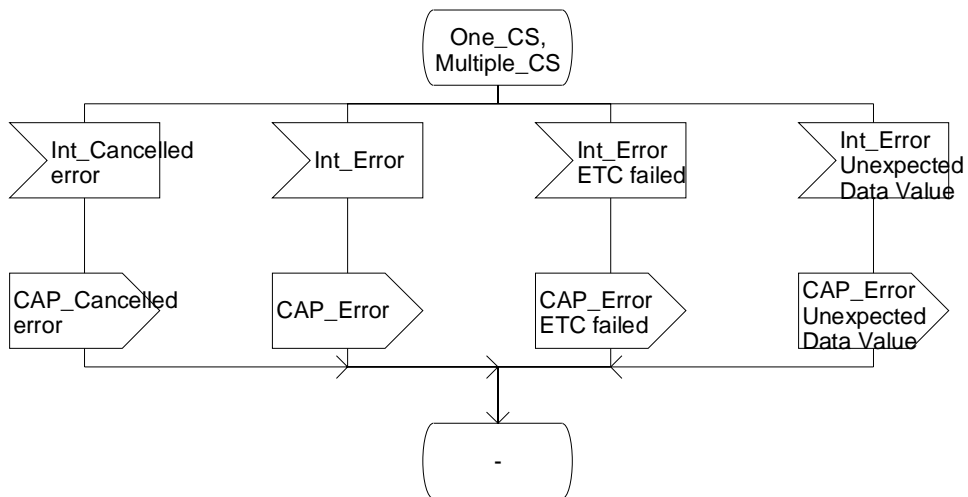 One_CS,
Multiple_CS
Int_Cancelled
error
Int_Error
Int_Error
ETC failed
Int_Error
Unexpected
Data Value
CAP_Cancelled
error
CAP_Error
CAP_Error
ETC failed
CAP_Error
Unexpected
Data Value
-